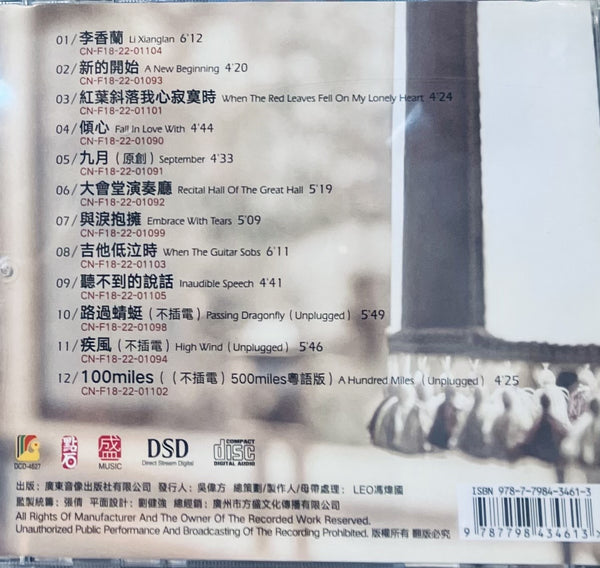 01/ 李香蘭 Li Xianglan 6'12
CN-F18-22-01104
02/ 新的開始 A New Beginning 4'20
CN-F18-22-01093
03/ 紅葉斜落我心寂寞時 When The Red Leaves Fell On My Lonely Heart 4'24
CN-F18-22-01101
04/ 傾心 Fall In Love With 4'44
CN-F18-22-01090
05/ 九月（原創）September 4'33
CN-F18-22-01091
06/ 大會堂演奏廳 Recital Hall Of The Great Hall 5'19
CN-F18-22-01092
07/ 與淚抱擁 Embrace With Tears 5'09
CN-F18-22-01099
08/ 吉他低泣時 When The Guitar Sobs 6'11
CN-F18-22-01103
09/ 聽不到的說話 Inaudible Speech 4'41
CN-F18-22-01105
10/ 路過蜻蜓（不插電）Passing Dragonfly (Unplugged) 5'49
CN-F18-22-01098
11/ 疾風（不插電）High Wind (Unplugged) 5'46
CN-F18-22-01094
12/ 100miles（（不插電）500miles粵語版）A Hundred Miles (Unplugged) 4'25
CN-F18-22-01102
DCD-4627
點石
盛
MUSIC
DSD
Direct Stream Digital
COMPACT
disc
DIGITAL AUDIO
出版：廣東音像出版社有限公司 發行人：吳偉方 總策劃/製作人/母帶處理：LEO馮煒國
監製統籌：張倩 平面設計：劉健強 總經銷：廣州市方盛文化傳播有限公司
All Rights Of Manufacturer And The Owner Of The Recorded Work Reserved.
Unauthorized Public Performance And Broadcasting Of The Recording Prohibited. 版權所有 翻版必究
ISBN 978-7-7984-3461-3
9 787798 434613